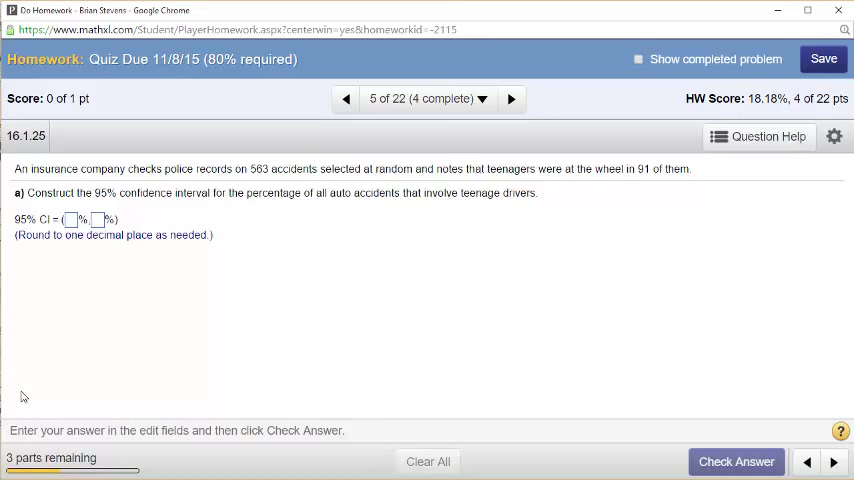 Do Homework - Brian Stevens - Google Chrome
https://www.mathxl.com/Student/PlayerHomework.aspx?centerwin=yes&homeworkid=-2115
Homework: Quiz Due 11/8/15 (80% required)
Show completed problem
Save
Score: 0 of 1 pt
5 of 22 (4 complete)
HW Score: 18.18%, 4 of 22 pts
16.1.25
Question Help
An insurance company checks police records on 563 accidents selected at random and notes that teenagers were at the wheel in 91 of them.
a) Construct the 95% confidence interval for the percentage of all auto accidents that involve teenage drivers.
95% CI = ( %, %)
(Round to one decimal place as needed.)
Enter your answer in the edit fields and then click Check Answer.
?
3 parts remaining
Clear All
Check Answer